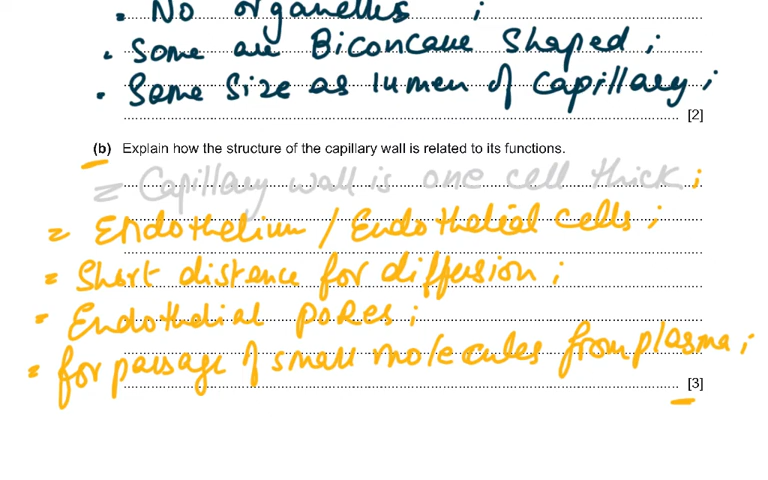 • No organelles ;
• Some are Biconcave Shaped ;
• Same Size as lumen of Capillary ;
[2]
(b) Explain how the structure of the capillary wall is related to its functions.
= Capillary wall is one cell thick ;
= Endothelium / Endothelial cells ;
= Short distance for diffusion ;
= Endothelial pores ;
= for passage of small molecules from plasma ;
[3]